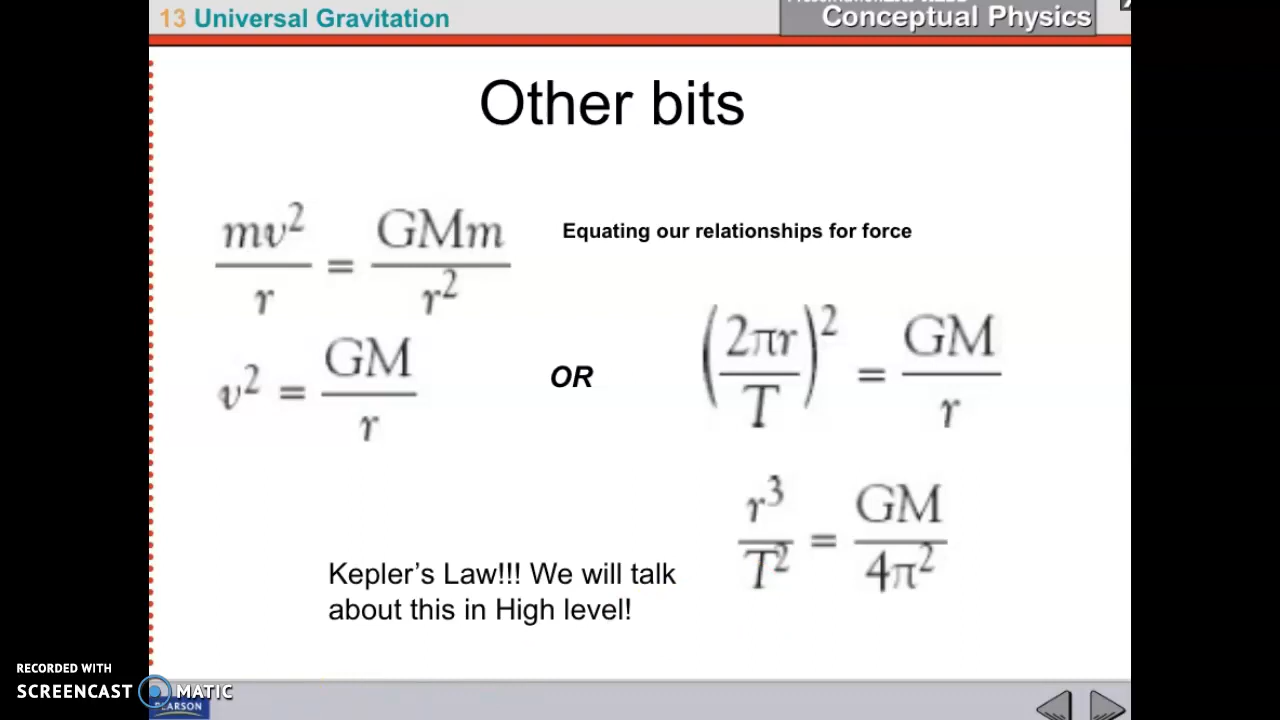 13 Universal Gravitation
Conceptual Physics
Other bits
mv²/r = GMm/r²
Equating our relationships for force
v² = GM/r
OR
(2πr/T)² = GM/r
r³/T² = GM/4π²
Kepler's Law!!! We will talk
about this in High level!
RECORDED WITH
SCREENCAST MATIC
PEARSON